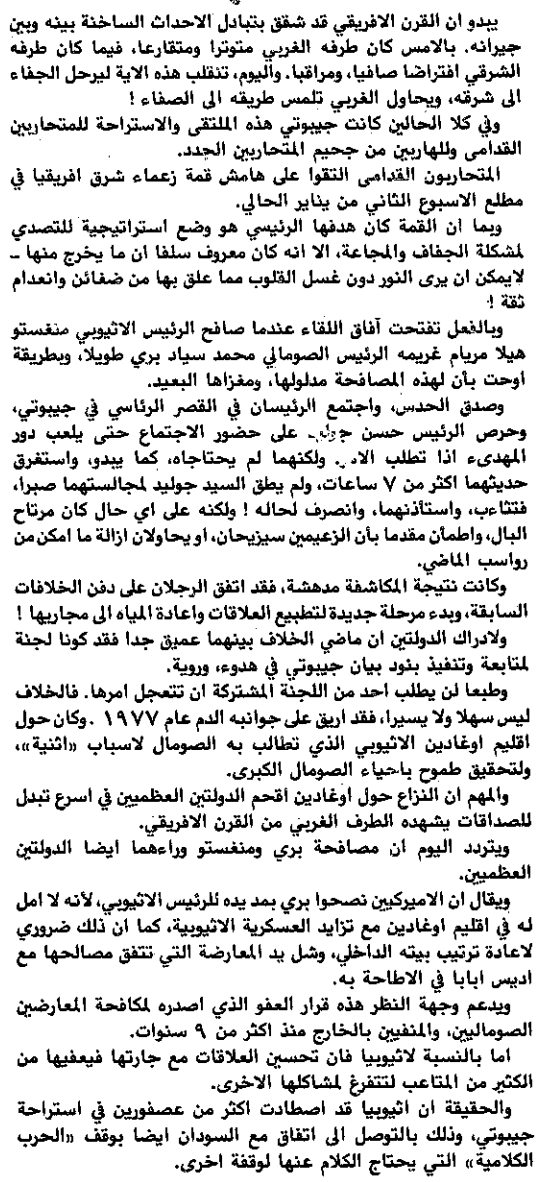 يبدو ان القرن الافريقي قد شغف بتبادل الاحداث الساخنة بينه وبين
جيرانه. بالامس كان طرفه الغربي متوترا ومتقارعا، فيما كان طرفه
الشرقي افتراضا صافيا، ومراقبا. واليوم، تنقلب هذه الاية ليرحل الجفاء
الى شرقه، ويحاول الغربي تلمس طريقه الى الصفاء !
وفي كلا الحالين كانت جيبوتي هذه الملتقى والاستراحة للمتحاربين
القدامى وللهاربين من جحيم المتحاربين الجدد.
المتحاربون القدامى التقوا على هامش قمة زعماء شرق افريقيا في
مطلع الاسبوع الثاني من يناير الحالي.
وبما ان القمة كان هدفها الرئيسي هو وضع استراتيجية للتصدي
لمشكلة الجفاف والمجاعة، الا انه كان معروف سلفا ان ما يخرج منها ـ
لايمكن ان يرى النور دون غسل القلوب مما علق بها من ضغائن وانعدام
ثقة !
وبالفعل تفتحت آفاق اللقاء عندما صافح الرئيس الاثيوبي منغستو
هيلا مريام غريمه الرئيس الصومالي محمد سياد بري طويلا، وبطريقة
اوحت بأن لهذه المصافحة مدلولها، ومغزاها البعيد.
وصدق الحدس، واجتمع الرئيسان في القصر الرئاسي في جيبوتي،
وحرص الرئيس حسن على حضور الاجتماع حتى يلعب دور
المهدىء اذا تطلب ولكنهما لم يحتاجاه، كما يبدو، واستغرق
حديثهما اكثر من ٧ ساعات، ولم يطق السيد جوليد لمجالستهما صبرا،
فتثاءب، واستأذنهما، وانصرف لحاله ! ولكنه على اي حال كان مرتاح
البال، واطمأن مقدما بأن الزعيمين سيزيحان، او يحاولان ازالة ما امكن من
رواسب الماضي.
وكانت نتيجة المكاشفة مدهشة، فقد اتفق الرجلان على دفن الخلافات
السابقة، وبدء مرحلة جديدة لتطبيع العلاقات واعادة المياه الى مجاريها !
ولادراك الدولتين ان ماضي الخلاف بينهما عميق جدا فقد كونا لجنة
لمتابعة وتنفيذ بنود بيان جيبوتي في هدوء، وروية.
وطبعا لن يطلب احد من اللجنة المشتركة ان تتعجل امرها. فالخلاف
ليس سهلا ولا يسيرا، فقد اريق على جوانبه الدم عام ١٩٧٧ .وكان حول
اقليم اوغادين الاثيوبي الذي تطالب به الصومال لاسباب «اثنية»،
ولتحقيق طموح باحياء الصومال الكبرى.
والمهم ان النزاع حول اوغادين اقحم الدولتين العظميين في اسرع تبدل
للصداقات يشهده الطرف الغربي من القرن الافريقي.
ويتردد اليوم ان مصافحة بري ومنغستو وراءهما ايضا الدولتين
العظميين.
ويقال ان الاميركيين نصحوا بري بمد يده للرئيس الاثيوبي، لأنه لا امل
له في اقليم اوغادين مع تزايد العسكرية الاثيوبية، كما ان ذلك ضروري
لاعادة ترتيب بيته الداخلي، وشل يد المعارضة التي تتفق مصالحها مع
اديس ابابا في الاطاحة به.
ويدعم وجهة النظر هذه قرار العفو الذي اصدره لمكافحة المعارضين
الصوماليين، والمنفيين بالخارج منذ اكثر من ٩ سنوات.
اما بالنسبة لاثيوبيا فان تحسين العلاقات مع جارتها فيعفيها من
الكثير من المتاعب لتتفرغ لمشاكلها الاخرى.
والحقيقة ان اثيوبيا قد اصطادت اكثر من عصفورين في استراحة
جيبوتي، وذلك بالتوصل الى اتفاق مع السودان ايضا بوقف «الحرب
الكلامية» التي يحتاج الكلام عنها لوقفة اخرى.